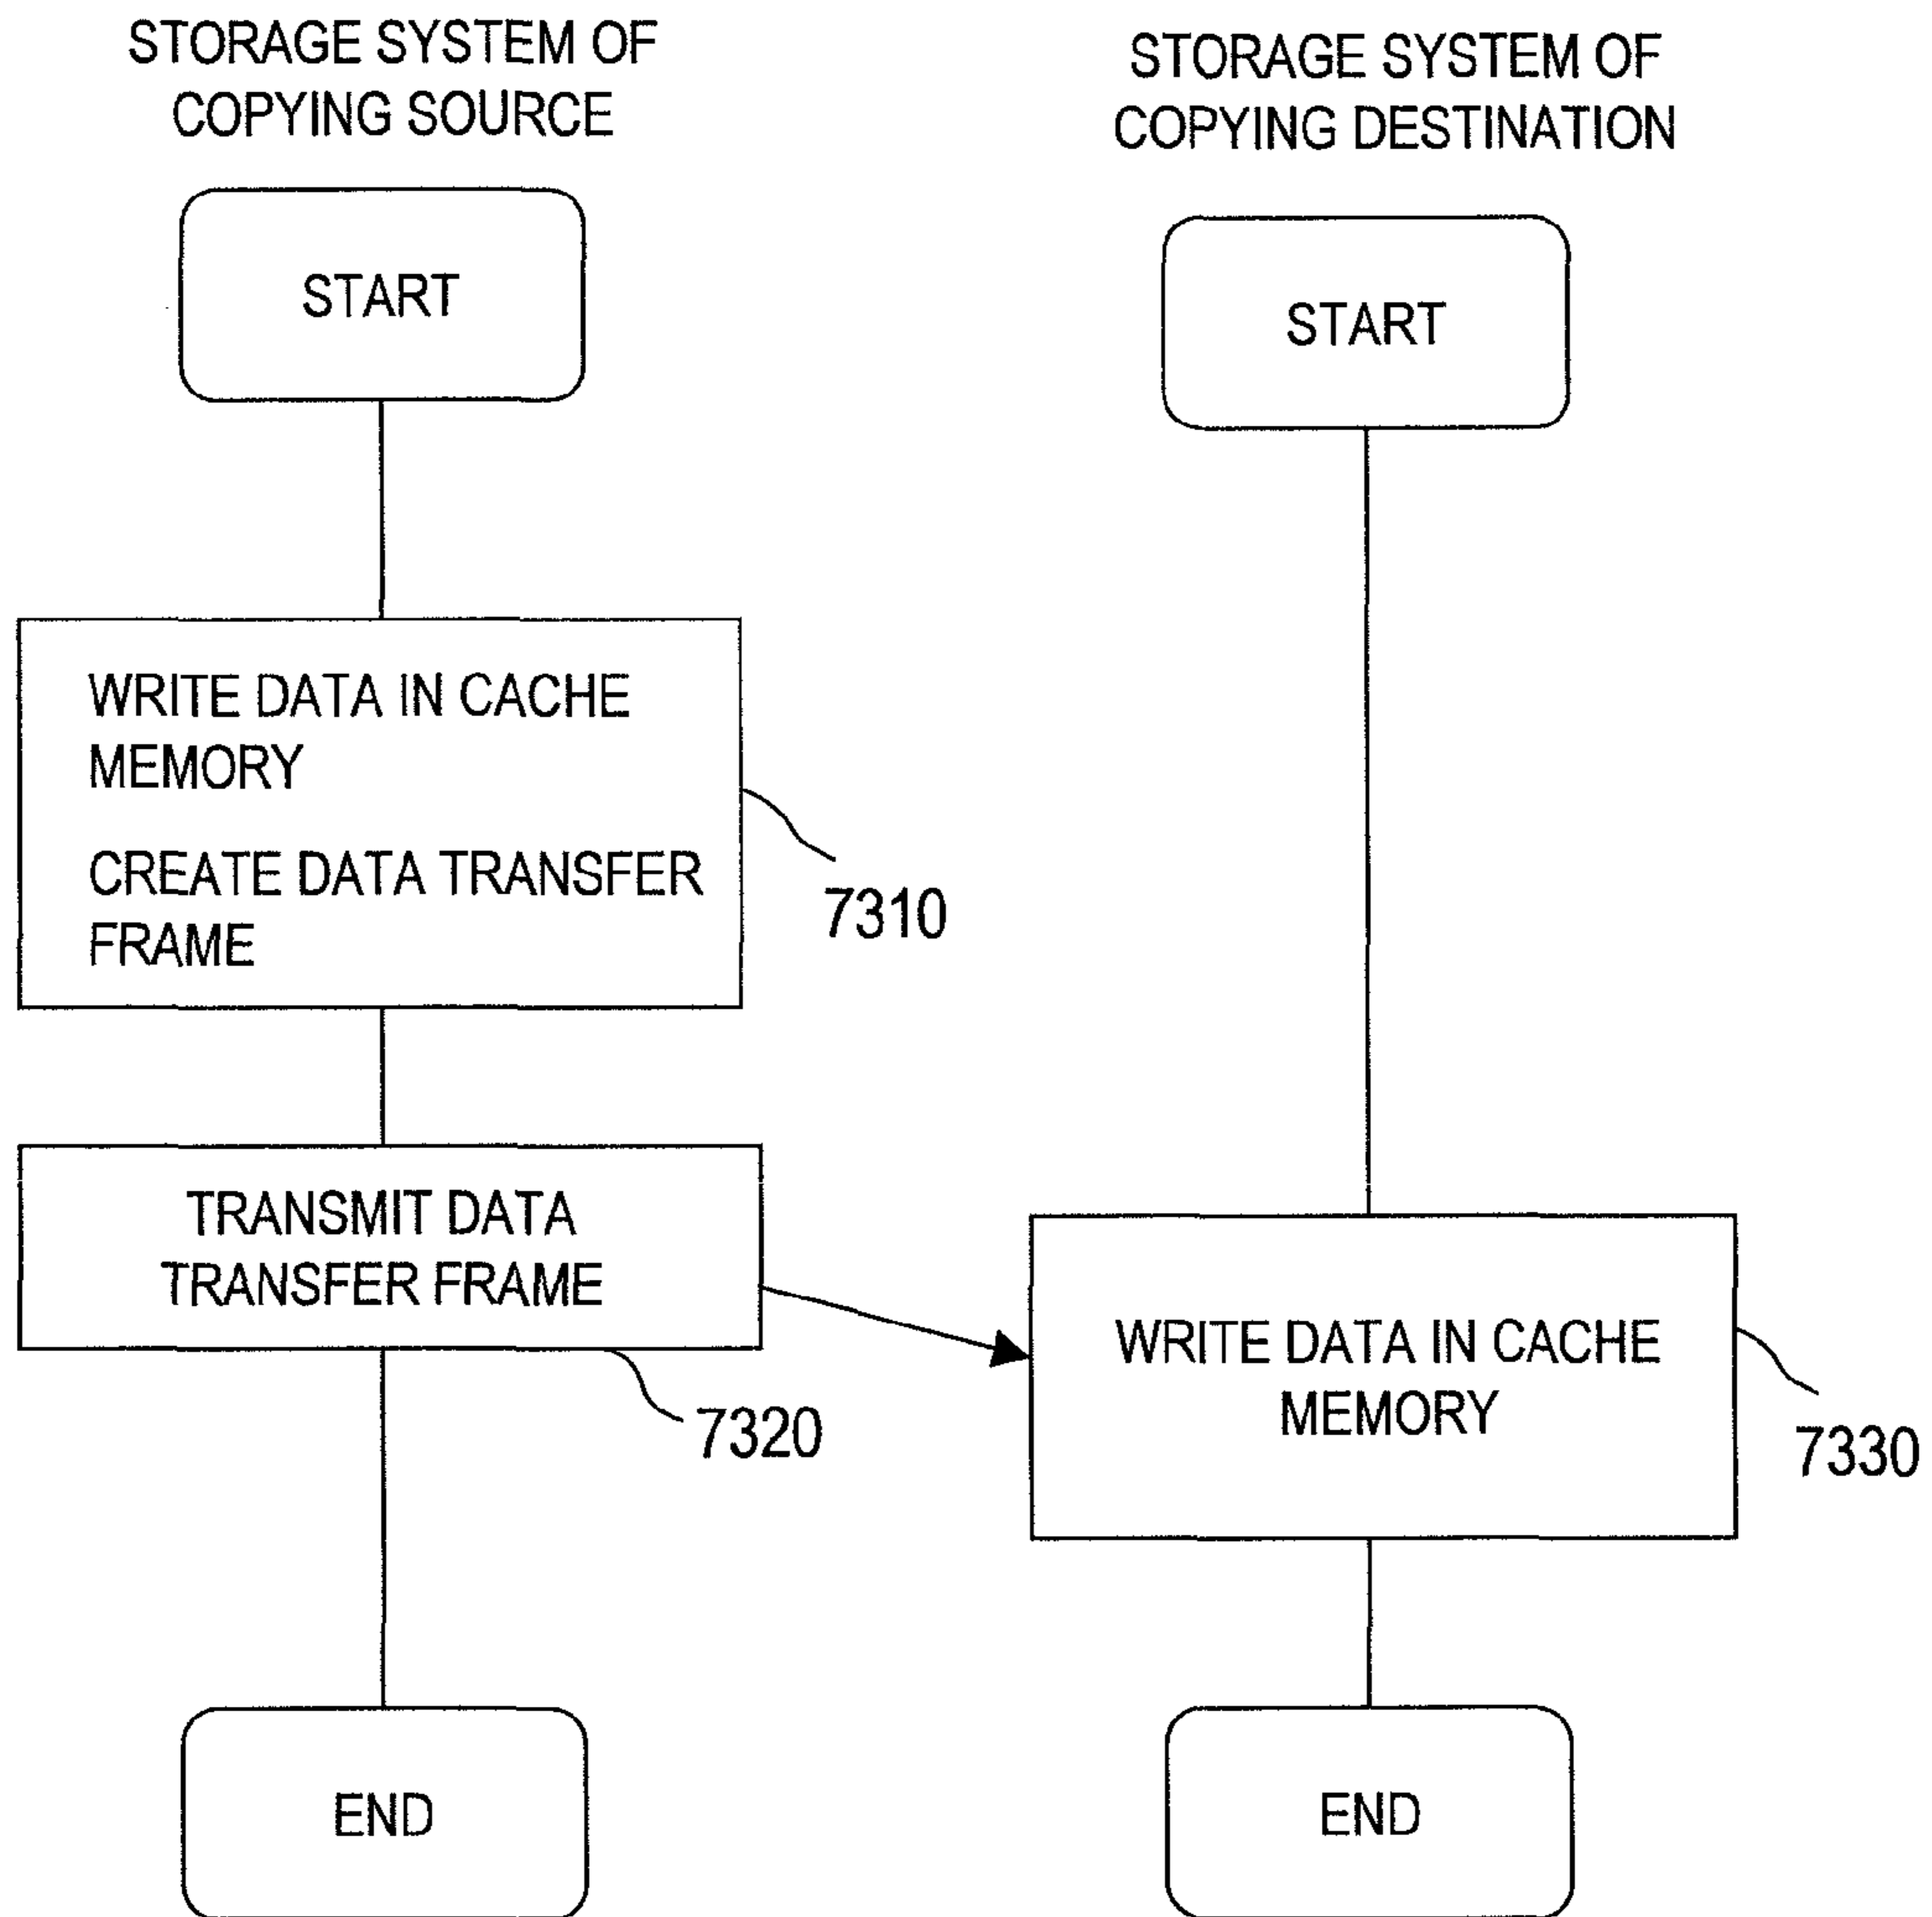 STORAGE SYSTEM OF
COPYING SOURCE
START
WRITE DATA IN CACHE
MEMORY
CREATE DATA TRANSFER
FRAME
7310
TRANSMIT DATA
TRANSFER FRAME
7320
END
STORAGE SYSTEM OF
COPYING DESTINATION
START
WRITE DATA IN CACHE
MEMORY
7330
END